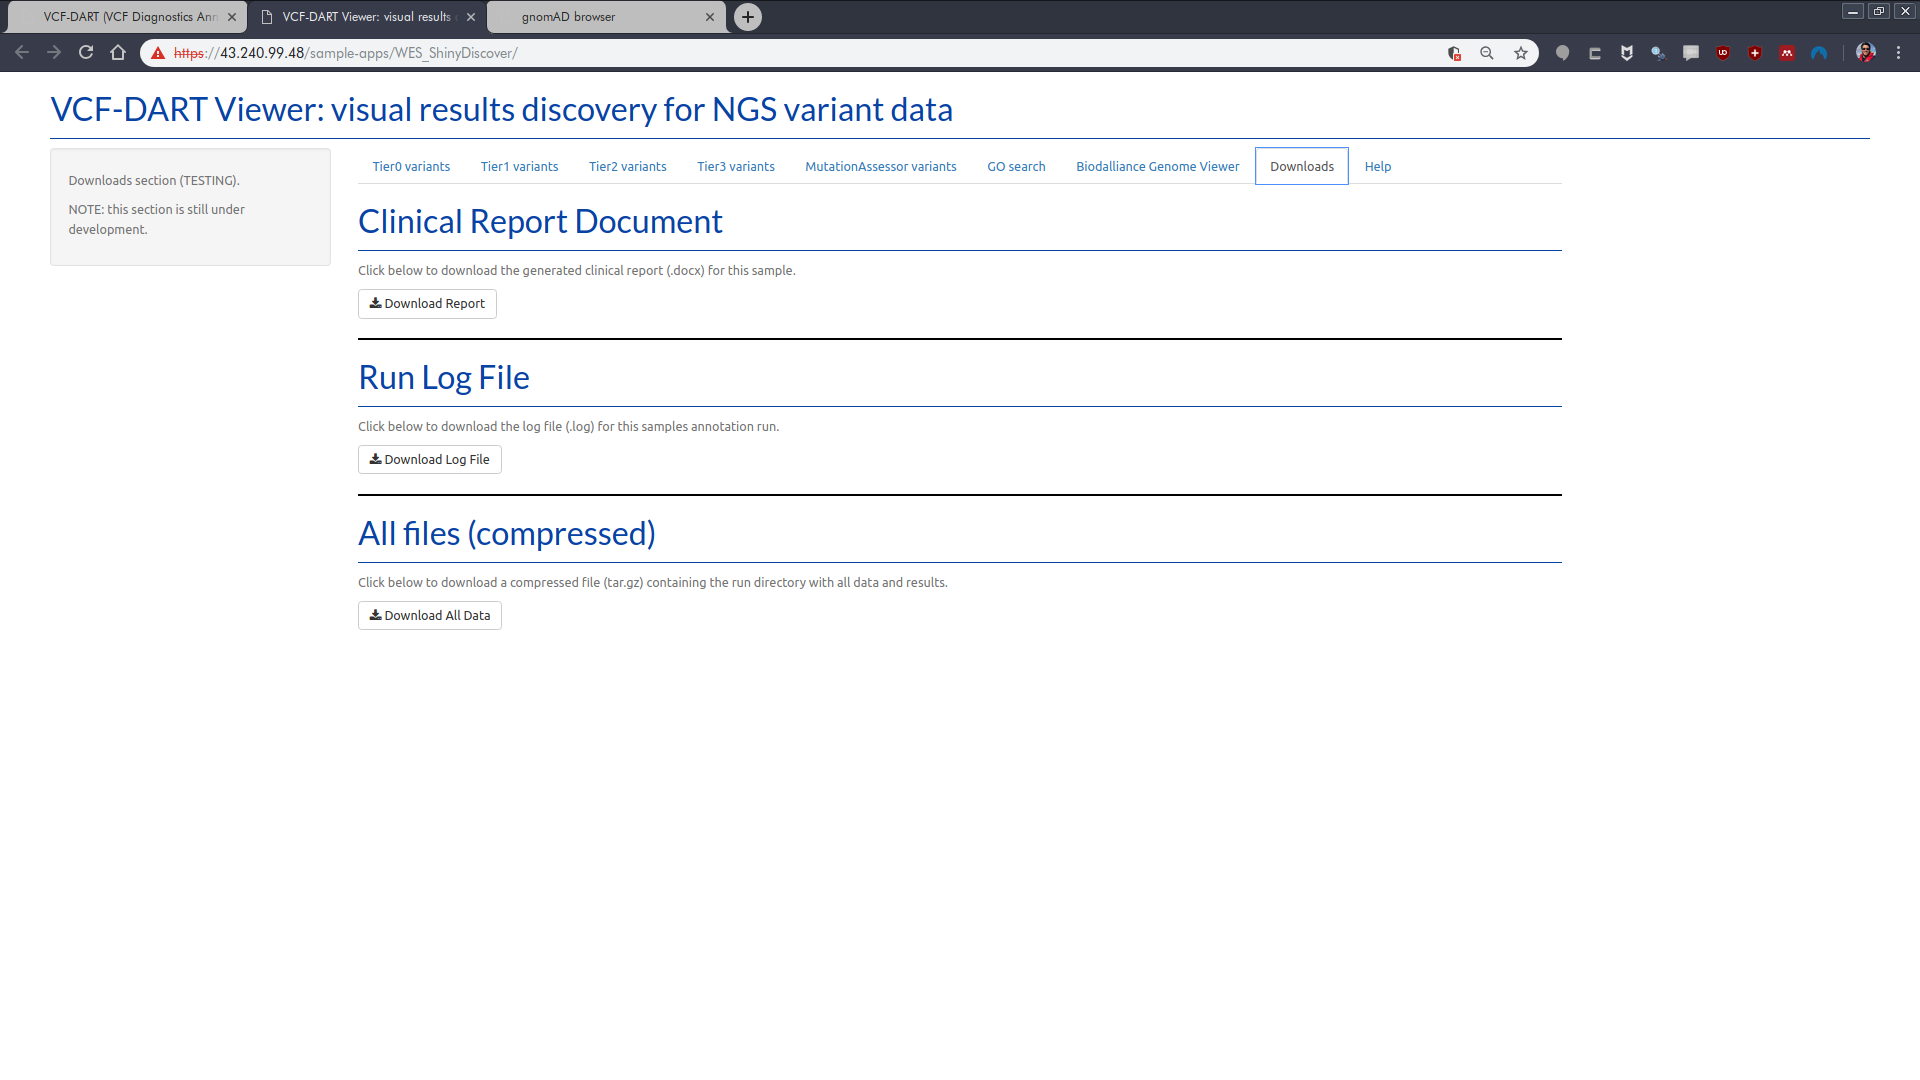 VCF-DART (VCF Diagnostics Ann
VCF-DART Viewer: visual results
gnomAD browser
https://43.240.99.48/sample-apps/WES_ShinyDiscover/
VCF-DART Viewer: visual results discovery for NGS variant data
Downloads section (TESTING).
NOTE: this section is still under
development.
Tier0 variants Tier1 variants Tier2 variants Tier3 variants MutationAssessor variants GO search Biodalliance Genome Viewer Downloads Help
Clinical Report Document
Click below to download the generated clinical report (.docx) for this sample.
Download Report
Run Log File
Click below to download the log file (.log) for this samples annotation run.
Download Log File
All files (compressed)
Click below to download a compressed file (tar.gz) containing the run directory with all data and results.
Download All Data